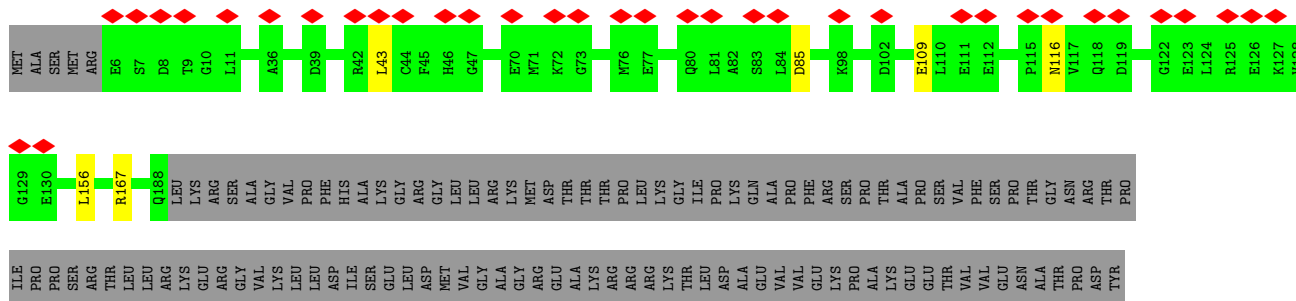 MET ALA SER MET ARG E6 S7 D8 T9 G10 L11 A36 D39 R42 L43 C44 F45 H46 G47 E70 M71 K72 G73 M76 E77 Q80 L81 A82 S83 L84 D85 K98 D102 E109 L110 E111 E112 P115 N116 V117 Q118 D119 G122 E123 L124 R125 E126 K127
G129 E130 L156 R167 Q188 LEU LYS ARG SER ALA GLY VAL PRO PHE HIS ALA LYS GLY ARG GLY LEU LEU ARG LYS MET ASP THR THR THR PRO LEU LYS GLY ILE PRO LYS GLN ALA PRO PHE ARG SER PRO PRO THR ALA PRO SER VAL PHE SER PRO THR GLY ASN ARG THR PRO
ILE PRO PRO SER ARG THR LEU LEU ARG LYS GLU ARG GLY VAL LYS LEU LEU ASP ILE SER GLU LEU ASP MET VAL GLY ALA GLY ARG GLU ALA LYS ARG ARG ARG LYS THR LEU ASP ALA GLU VAL VAL GLU LYS PRO ALA LYS GLU GLU THR VAL VAL GLU ASN ALA THR PRO ASP TYR